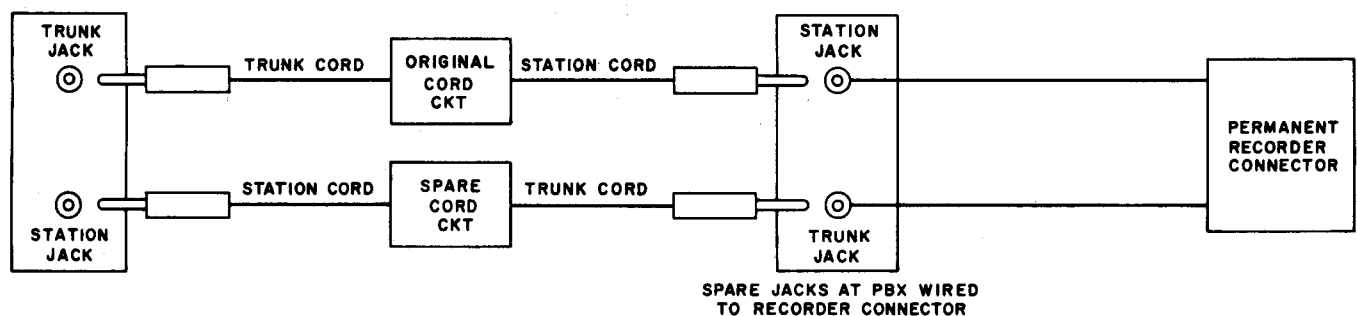 TRUNK
JACK
TRUNK CORD
ORIGINAL
CORD
CKT
STATION CORD
STATION
JACK
PERMANENT
RECORDER
CONNECTOR
STATION
JACK
STATION CORD
SPARE
CORD
CKT
TRUNK CORD
TRUNK
JACK
SPARE JACKS AT PBX WIRED
TO RECORDER CONNECTOR